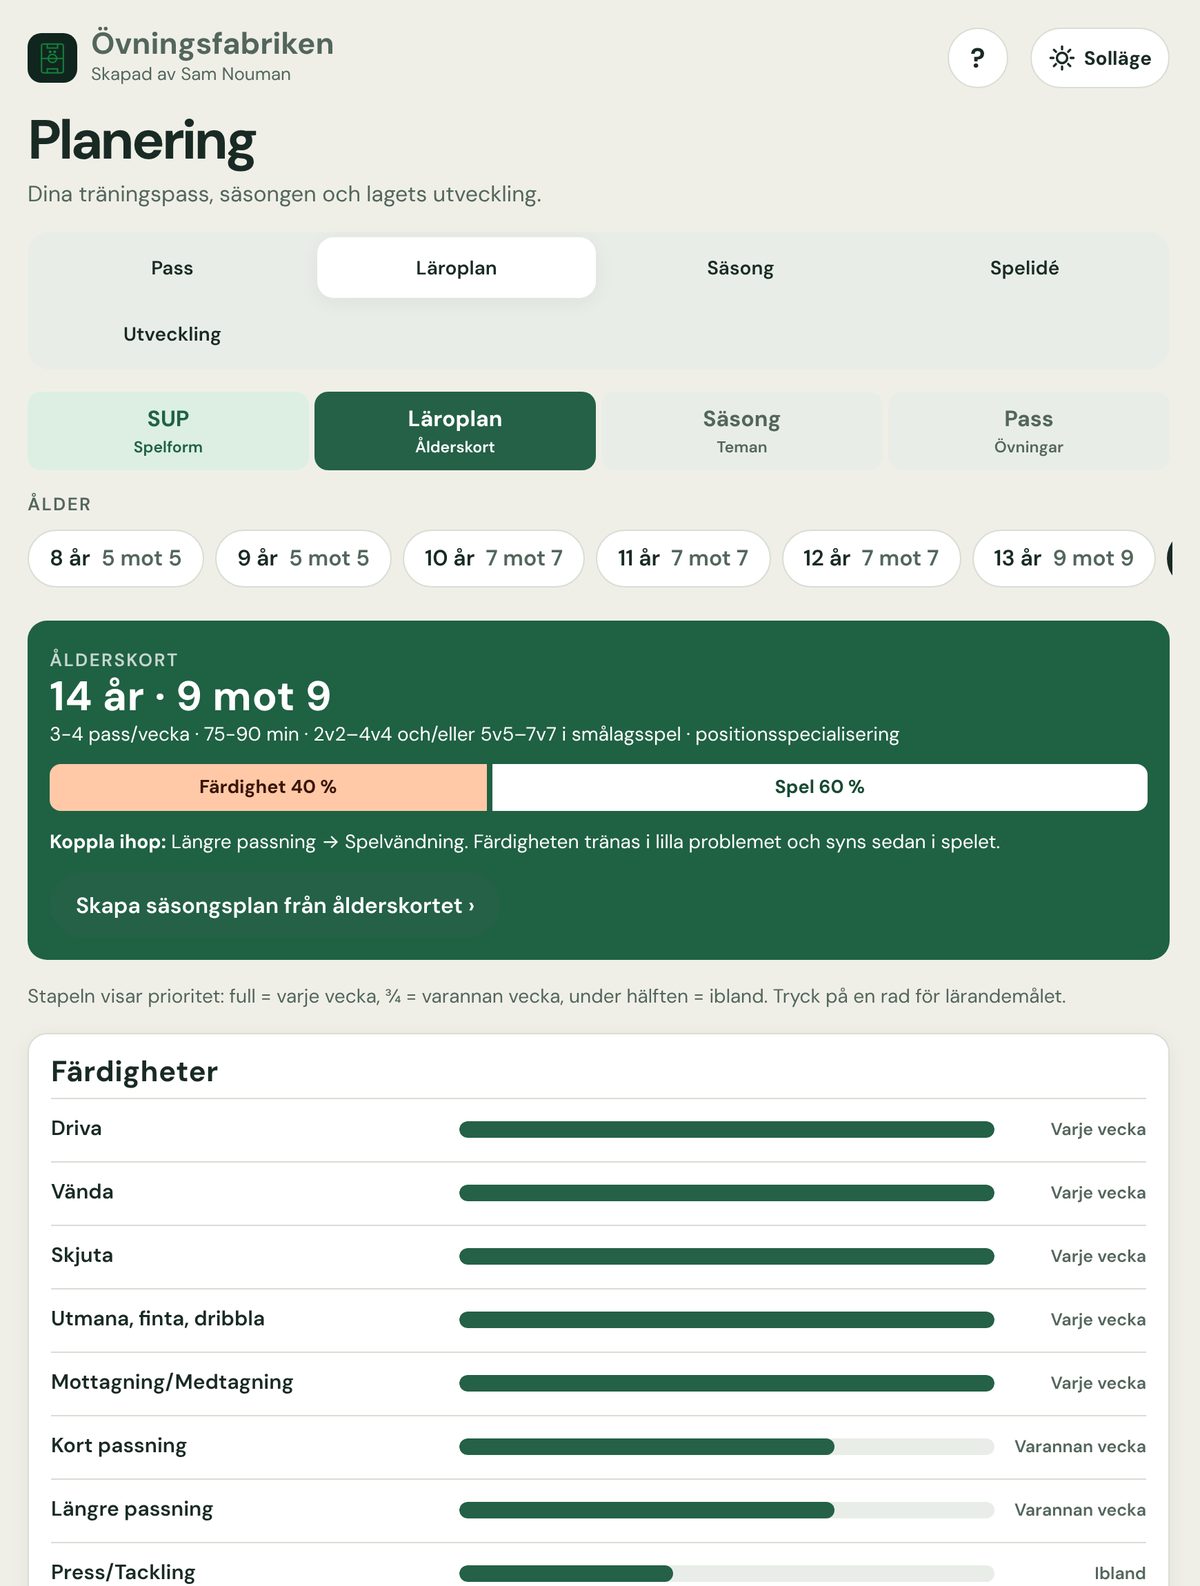 Övningsfabriken
Skapad av Sam Nouman
?
Solläge
Planering
Dina träningspass, säsongen och lagets utveckling.
Pass
Läroplan
Säsong
Spelidé
Utveckling
SUP
Spelform
Läroplan
Ålderskort
Säsong
Teman
Pass
Övningar
ÅLDER
8 år 5 mot 5
9 år 5 mot 5
10 år 7 mot 7
11 år 7 mot 7
12 år 7 mot 7
13 år 9 mot 9
ÅLDERSKORT
14 år · 9 mot 9
3-4 pass/vecka · 75-90 min · 2v2–4v4 och/eller 5v5–7v7 i smålagsspel · positionsspecialisering
Färdighet 40 %
Spel 60 %
Koppla ihop: Längre passning → Spelvändning. Färdigheten tränas i lilla problemet och syns sedan i spelet.
Skapa säsongsplan från ålderskortet ›
Stapeln visar prioritet: full = varje vecka, ¾ = varannan vecka, under hälften = ibland. Tryck på en rad för lärandemålet.
Färdigheter
Driva Varje vecka
Vända Varje vecka
Skjuta Varje vecka
Utmana, finta, dribbla Varje vecka
Mottagning/Medtagning Varje vecka
Kort passning Varannan vecka
Längre passning Varannan vecka
Press/Tackling Ibland